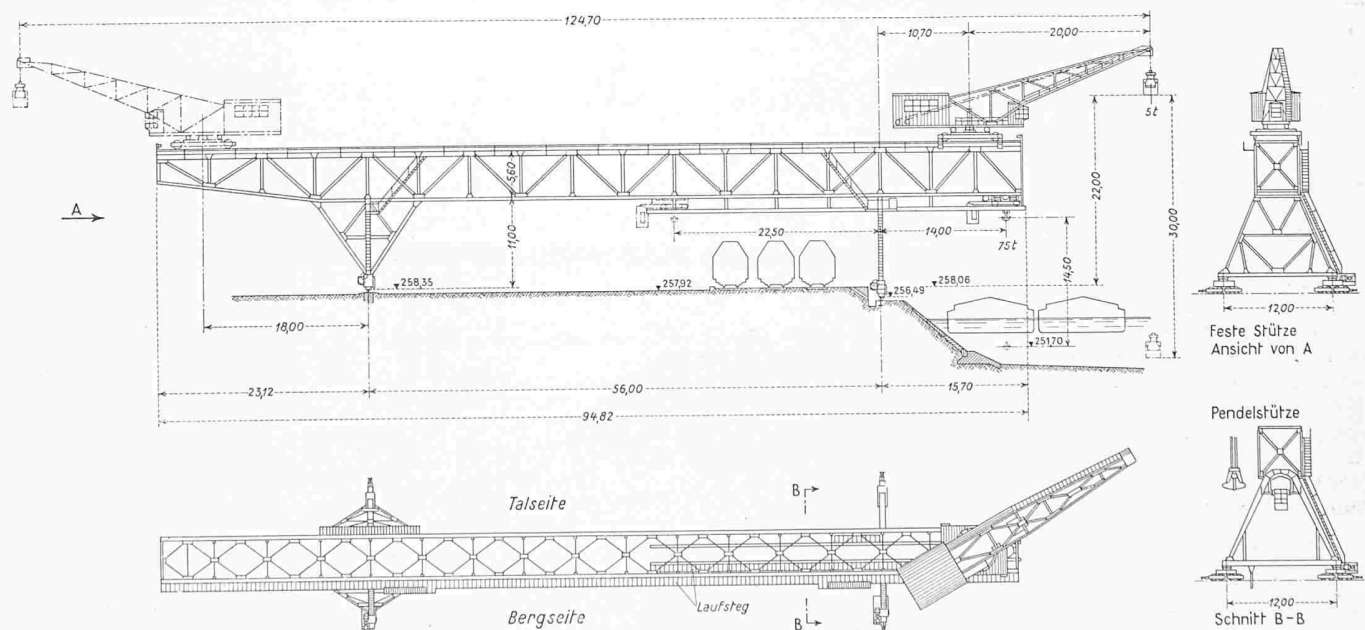 124,70
10,70
20,00
5 t
A
5,60
11,00
22,00
30,00
22,50
14,00
75 t
14,50
258,35
257,92
256,49
258,06
251,70
18,00
23,12
56,00
15,70
94,82
12,00
Feste Stütze
Ansicht von A
Pendelstütze
Talseite
B
Laufsteg
Bergseite
B
12,00
Schnitt B-B